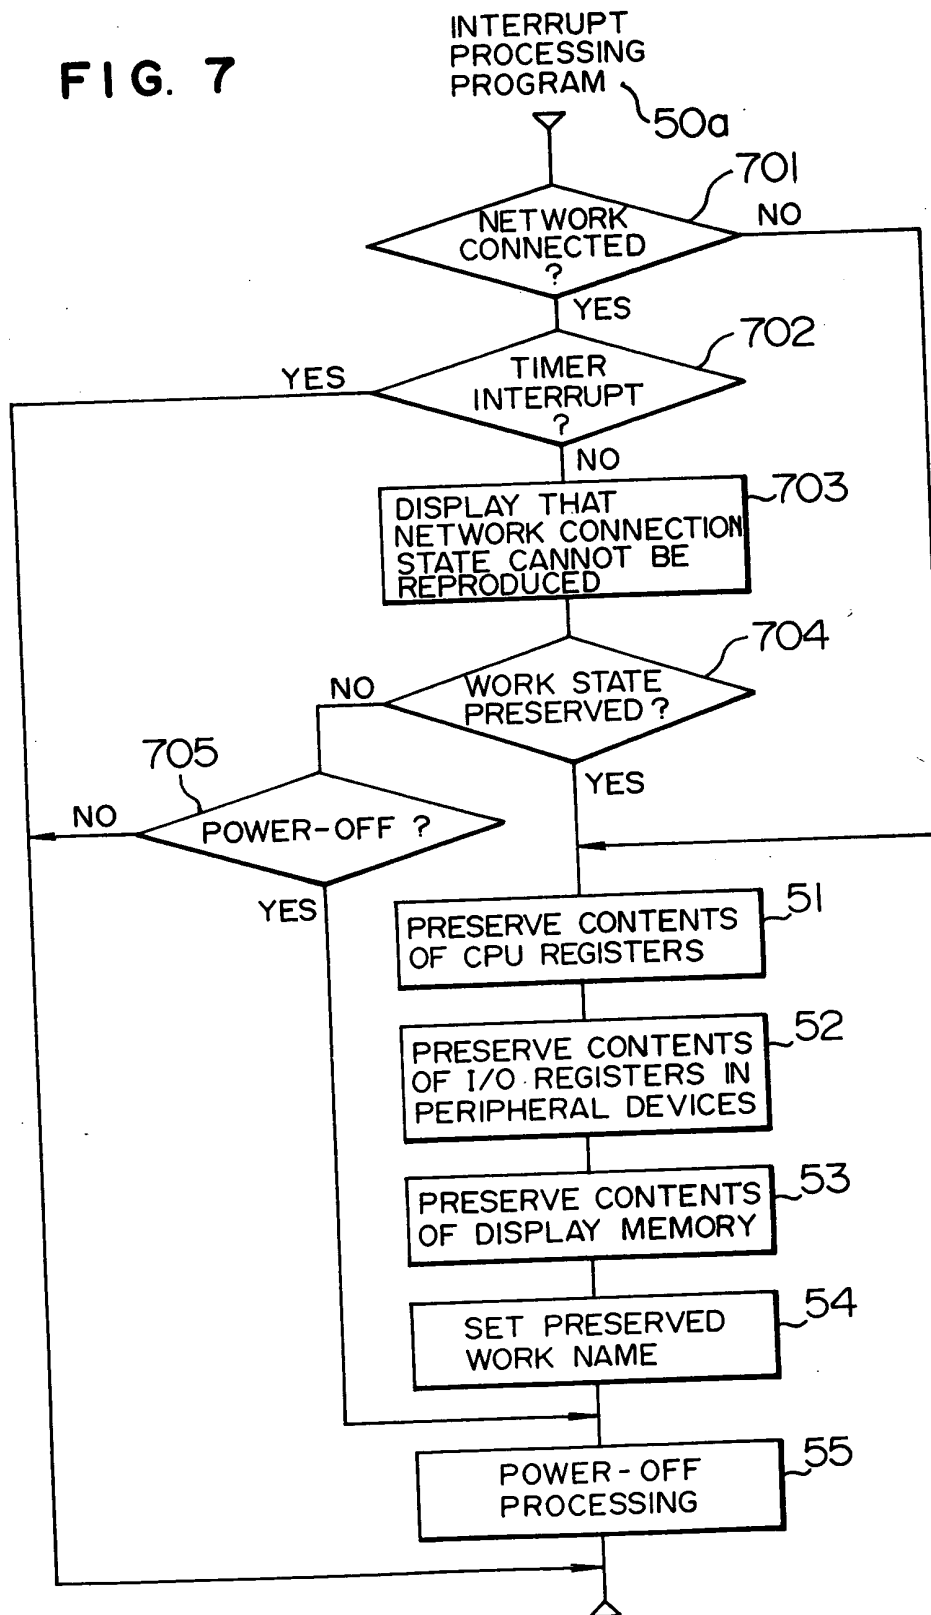 FIG. 7
INTERRUPT
PROCESSING
PROGRAM
50a
701
NETWORK
CONNECTED
?
NO
YES
702
TIMER
INTERRUPT
?
YES
NO
703
DISPLAY THAT
NETWORK CONNECTION
STATE CANNOT BE
REPRODUCED
704
WORK STATE
PRESERVED?
NO
YES
705
POWER-OFF ?
NO
YES
51
PRESERVE CONTENTS
OF CPU REGISTERS
52
PRESERVE CONTENTS
OF I/O REGISTERS IN
PERIPHERAL DEVICES
53
PRESERVE CONTENTS
OF DISPLAY MEMORY
54
SET PRESERVED
WORK NAME
55
POWER-OFF
PROCESSING